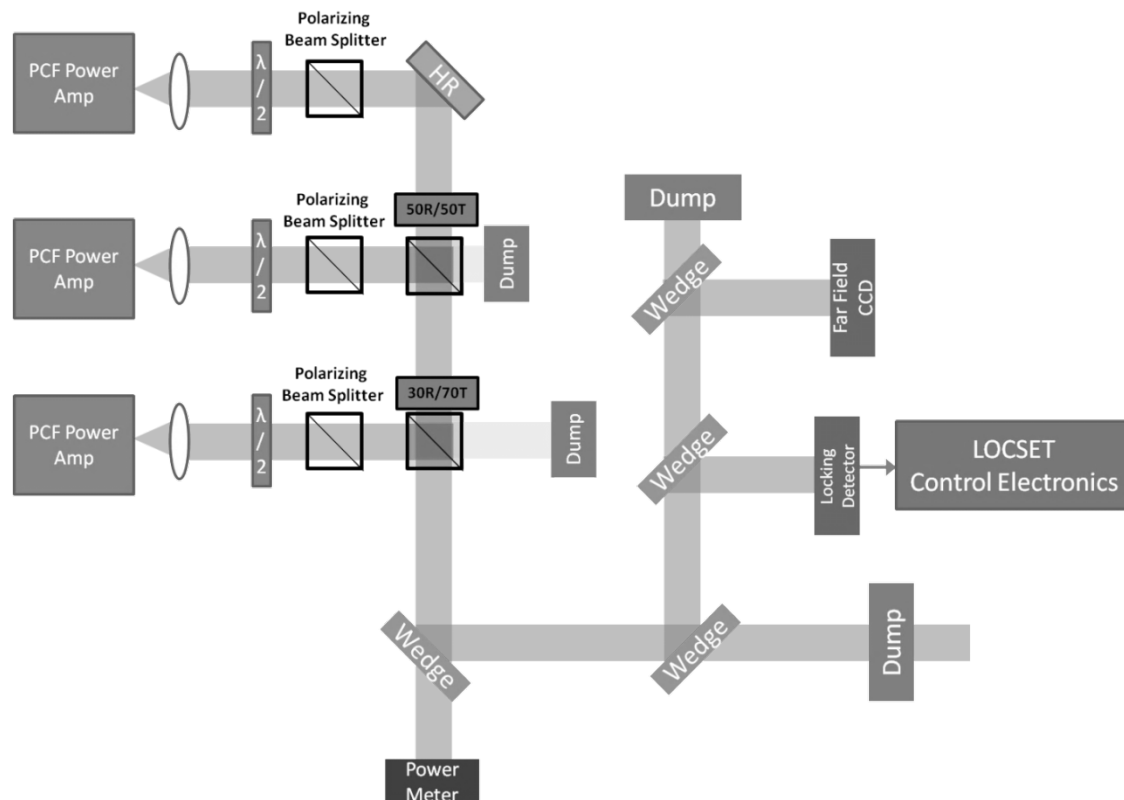 Polarizing
Beam Splitter
PCF Power
Amp
λ
/
2
HR
Polarizing
Beam Splitter
50R/50T
PCF Power
Amp
λ
/
2
Dump
Dump
Wedge
Far Field
CCD
Polarizing
Beam Splitter
30R/70T
PCF Power
Amp
λ
/
2
Dump
Wedge
Locking
Detector
LOCSET
Control Electronics
Wedge
Wedge
Dump
Power
Meter